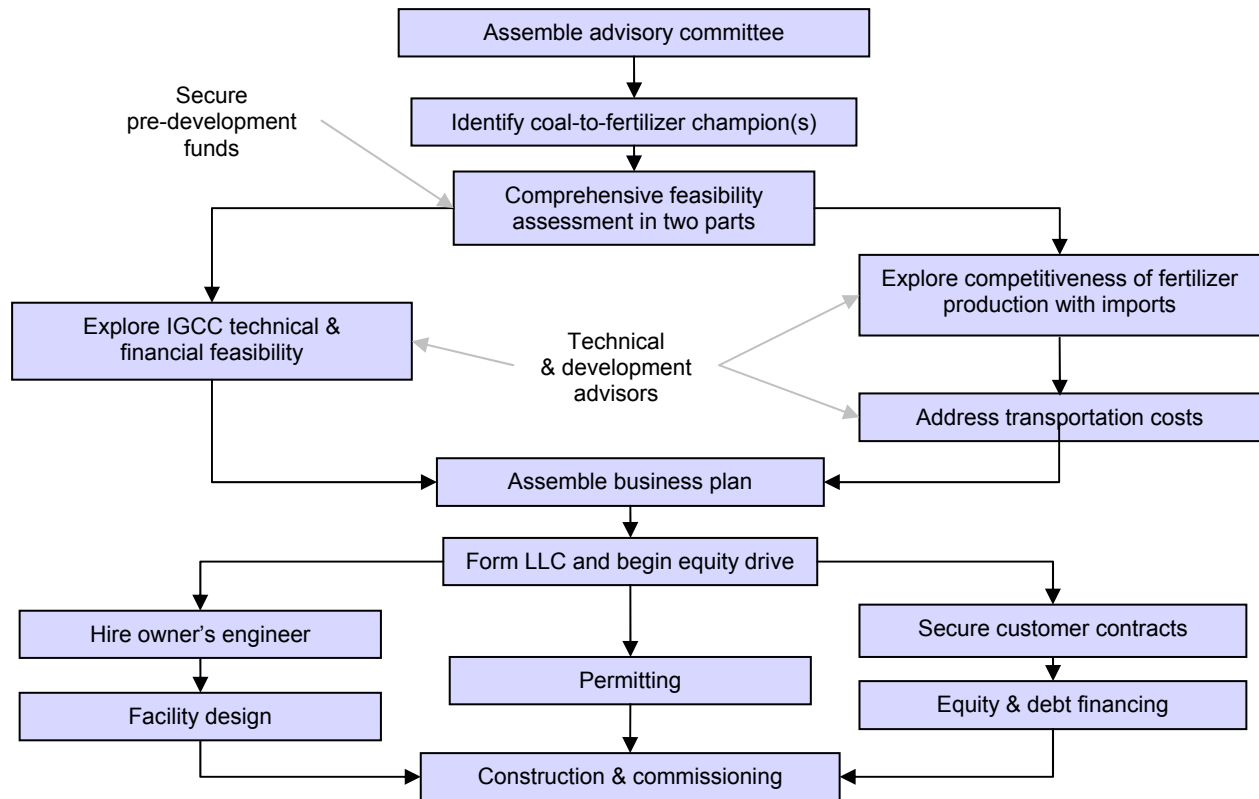 Assemble advisory committee
Secure
pre-development
funds
Identify coal-to-fertilizer champion(s)
Comprehensive feasibility
assessment in two parts
Explore IGCC technical &
financial feasibility
Technical
& development
advisors
Explore competitiveness of fertilizer
production with imports
Address transportation costs
Assemble business plan
Form LLC and begin equity drive
Hire owner’s engineer
Facility design
Permitting
Secure customer contracts
Equity & debt financing
Construction & commissioning